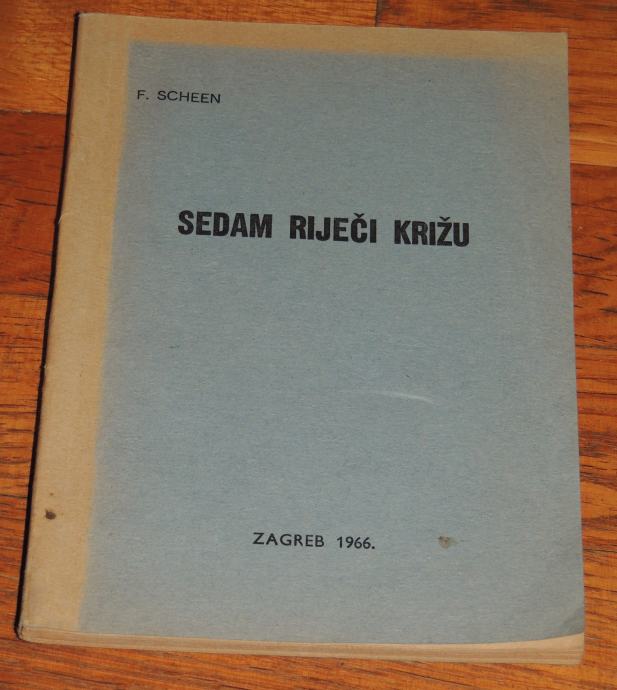 F. SCHEEN
SEDAM RIJEČI KRIŽU
ZAGREB 1966.